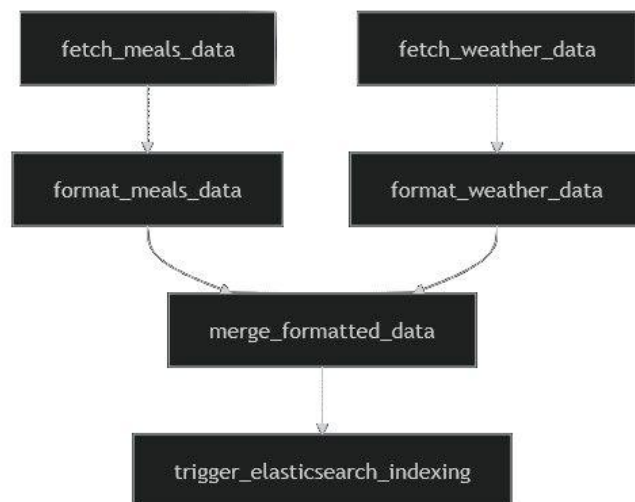 fetch_meals_data
fetch_weather_data
format_meals_data
format_weather_data
merge_formatted_data
trigger_elasticsearch_indexing